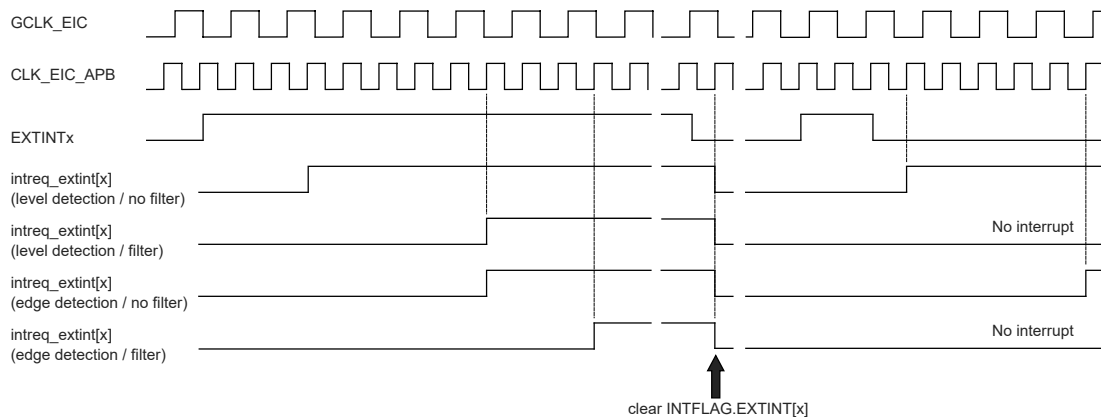 GCLK_EIC
CLK_EIC_APB
EXTINTx
intreq_extint[x]
(level detection / no filter)
intreq_extint[x]
(level detection / filter)
No interrupt
intreq_extint[x]
(edge detection / no filter)
intreq_extint[x]
(edge detection / filter)
No interrupt
clear INTFLAG.EXTINT[x]